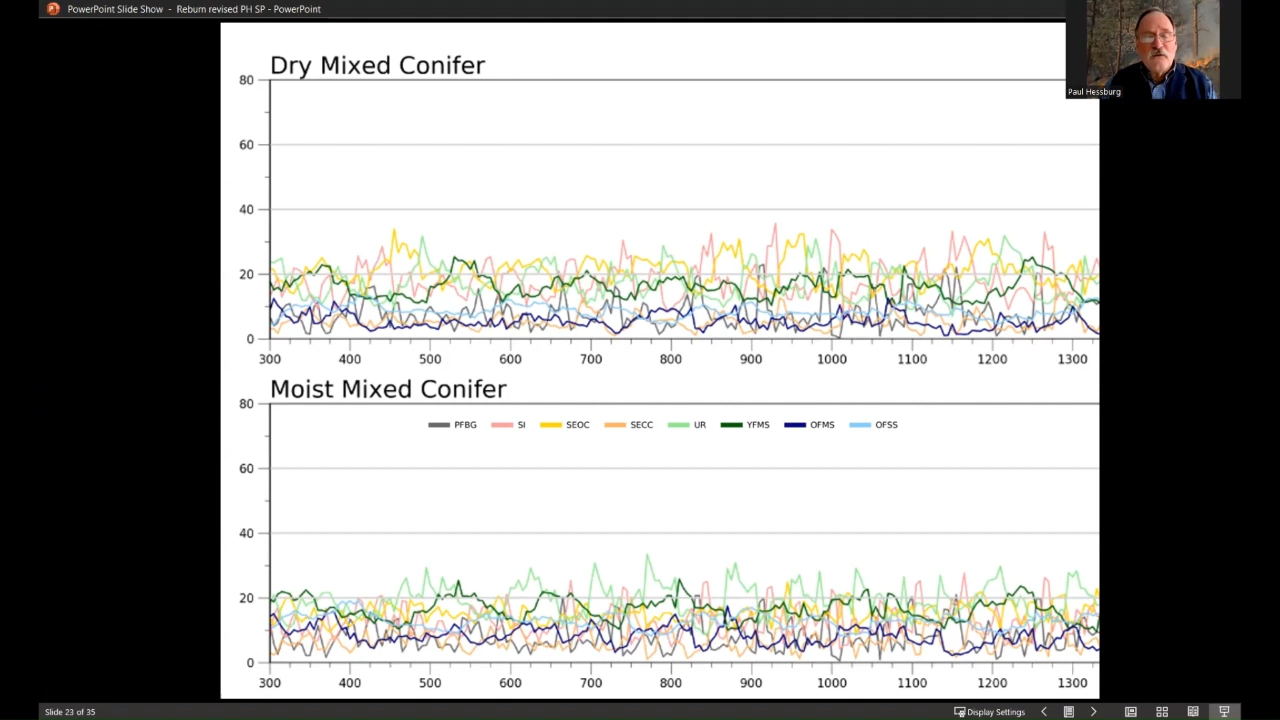 PowerPoint Slide Show - Reburn revised PH SP - PowerPoint
Paul Hessburg
Dry Mixed Conifer
80
60
40
20
0
300 400 500 600 700 800 900 1000 1100 1200 1300
Moist Mixed Conifer
80
PFBG SI SEOC SECC UR YFMS OFMS OFSS
60
40
20
0
300 400 500 600 700 800 900 1000 1100 1200 1300
Slide 23 of 35
Display Settings